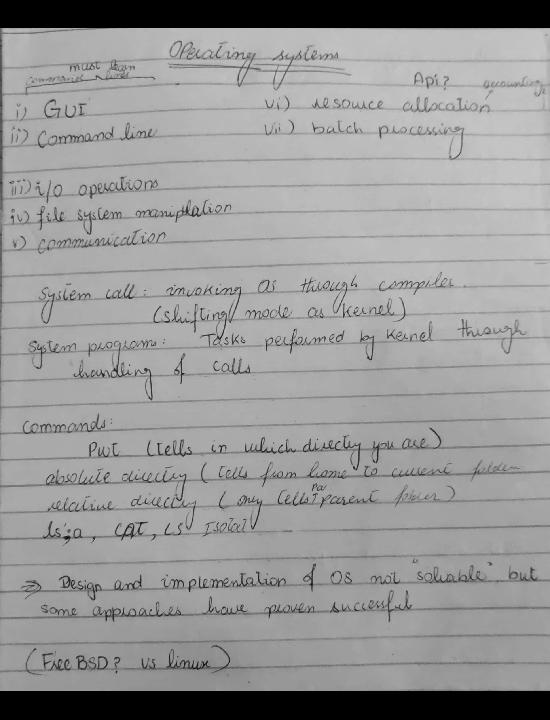 Operating systems
must learn
command lines
Api? accounting,
i) GUI vi) resource allocation
ii) Command line vii) batch processing
iii) i/o operations
iv) file system maniplation
v) communication
System call: invoking OS through compiler.
(shifting mode as Kernel)
System programs: Tasks performed by Kernel through
handling of calls
Commands:
Pwt (tells in which directry you are)
absolute directry (tells from home to current folder
relative directry (only tells parent folder)
ls;a, CAT, LS
=> Design and implementation of OS not "solvable" but
some approaches have proven successful
(Free BSD? vs linux)